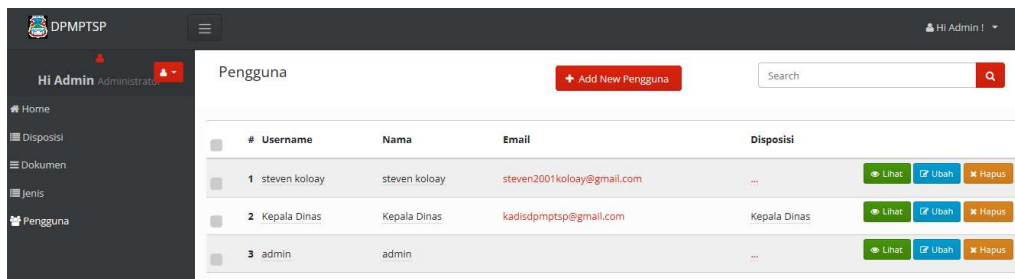 DPMPTSP
Hi Admin !
Hi Admin Administrator
Pengguna
+ Add New Pengguna
Search
Home
Disposisi
Dokumen
Jenis
Pengguna
# Username Nama Email Disposisi
1 steven koloay steven koloay steven2001koloay@gmail.com ... Lihat Ubah Hapus
2 Kepala Dinas Kepala Dinas kadisdpmptsp@gmail.com Kepala Dinas Lihat Ubah Hapus
3 admin admin ... Lihat Ubah Hapus